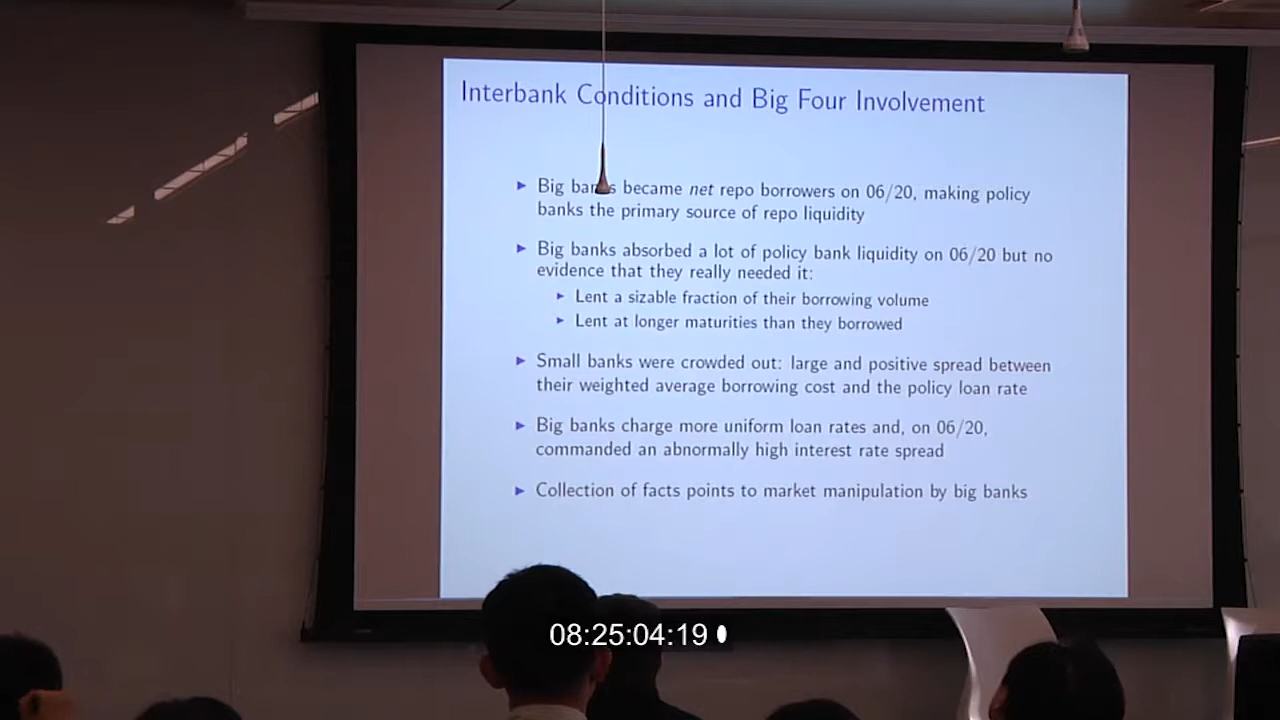 Interbank Conditions and Big Four Involvement
Big banks became net repo borrowers on 06/20, making policy
banks the primary source of repo liquidity
Big banks absorbed a lot of policy bank liquidity on 06/20 but no
evidence that they really needed it:
Lent a sizable fraction of their borrowing volume
Lent at longer maturities than they borrowed
Small banks were crowded out: large and positive spread between
their weighted average borrowing cost and the policy loan rate
Big banks charge more uniform loan rates and, on 06/20,
commanded an abnormally high interest rate spread
Collection of facts points to market manipulation by big banks
08:25:04:19